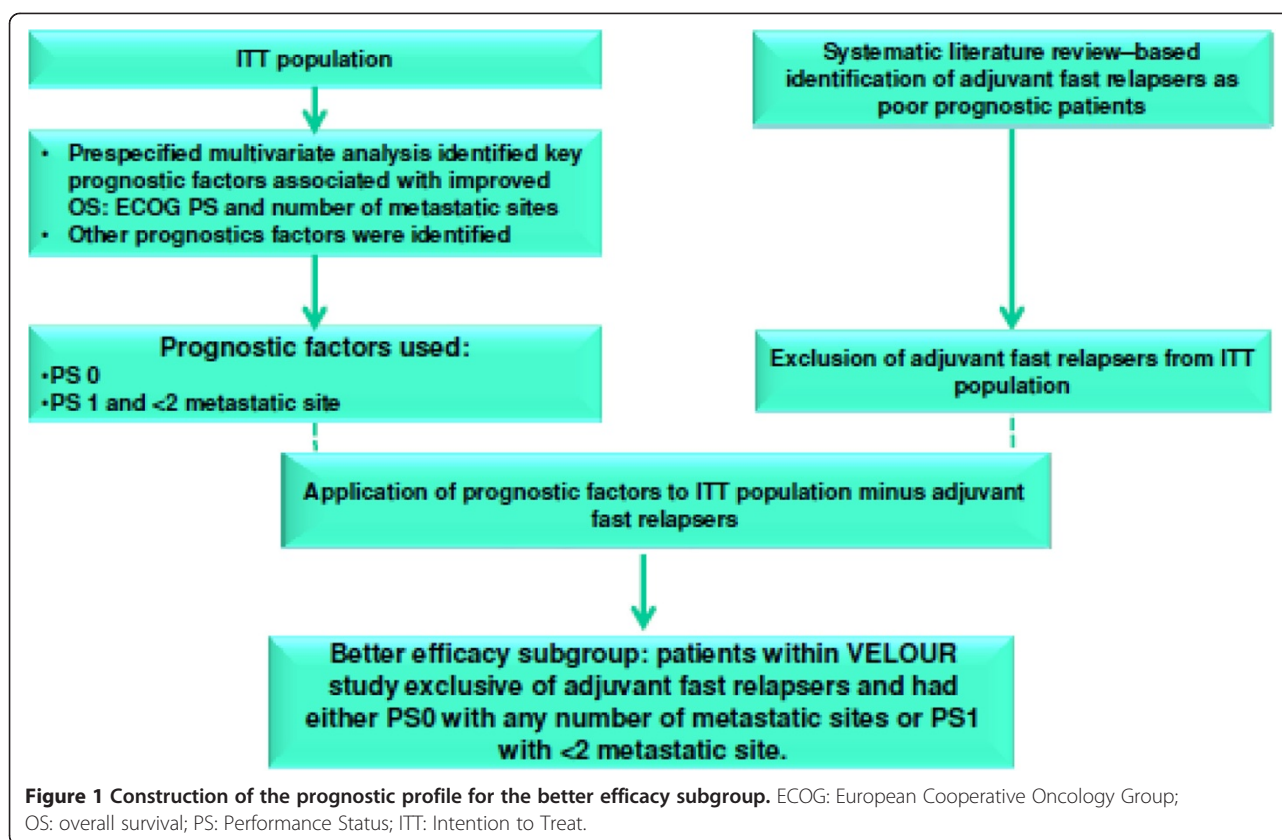 ITT population
Systematic literature review–based
identification of adjuvant fast relapsers as
poor prognostic patients
• Prespecified multivariate analysis identified key
prognostic factors associated with improved
OS: ECOG PS and number of metastatic sites
• Other prognostics factors were identified
Prognostic factors used:
•PS 0
•PS 1 and <2 metastatic site
Exclusion of adjuvant fast relapsers from ITT
population
Application of prognostic factors to ITT population minus adjuvant
fast relapsers
Better efficacy subgroup: patients within VELOUR
study exclusive of adjuvant fast relapsers and had
either PS0 with any number of metastatic sites or PS1
with <2 metastatic site.
Figure 1 Construction of the prognostic profile for the better efficacy subgroup. ECOG: European Cooperative Oncology Group;
OS: overall survival; PS: Performance Status; ITT: Intention to Treat.